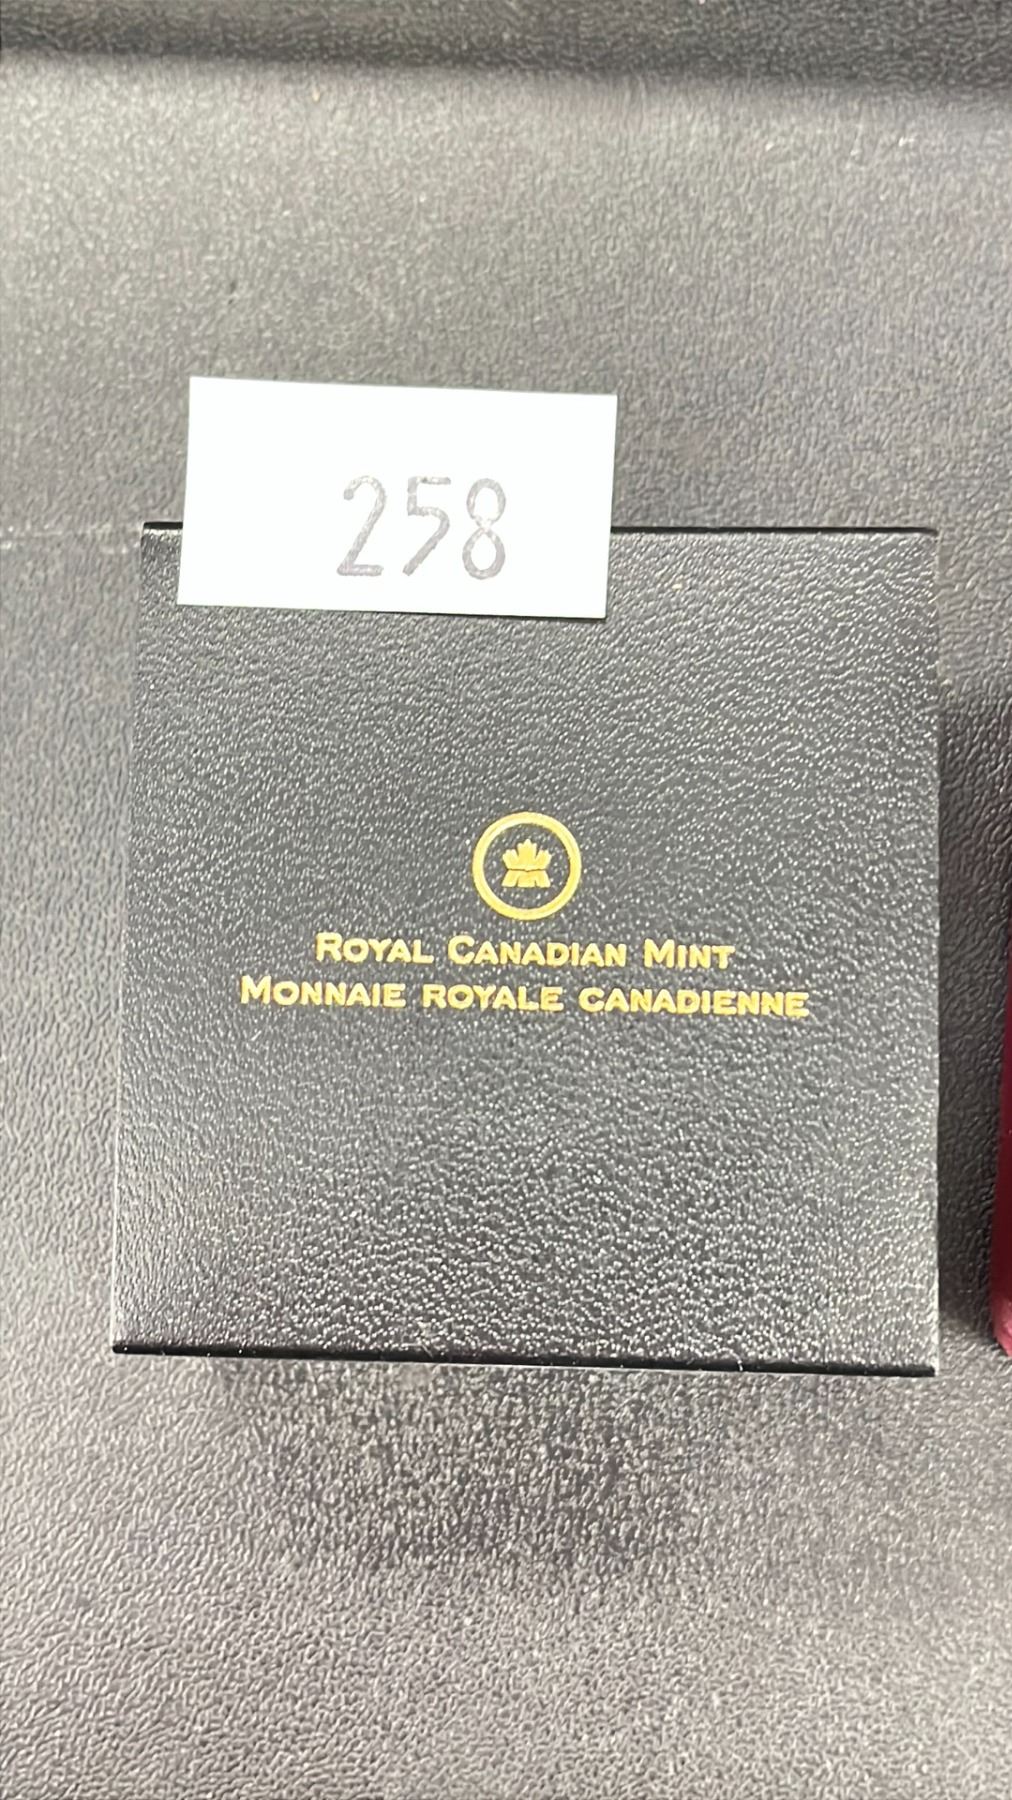 258
ROYAL CANADIAN MINT
MONNAIE ROYALE CANADIENNE